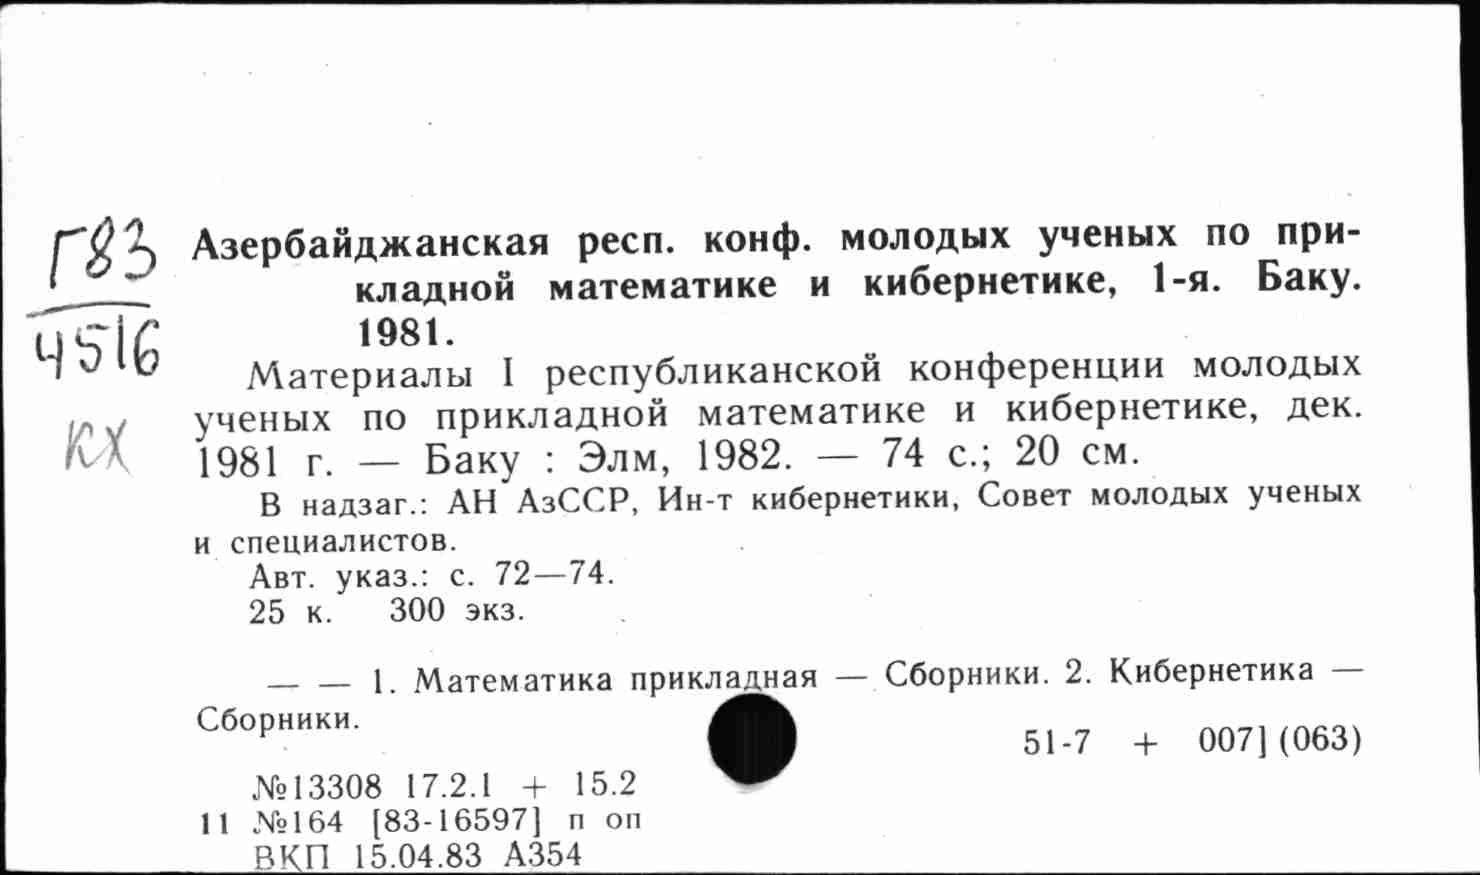 Г83
4516
КХ
Азербайджанская респ. конф. молодых ученых по при-
кладной математике и кибернетике, 1-я. Баку.
1981.
Материалы I республиканской конференции молодых
ученых по прикладной математике и кибернетике, дек.
1981 г. — Баку : Элм, 1982. — 74 с.; 20 см.
В надзаг.: АН АзССР, Ин-т кибернетики, Совет молодых ученых
и специалистов.
Авт. указ.: с. 72—74.
25 к. 300 экз.
— — 1. Математика прикладная — Сборники. 2. Кибернетика —
Сборники.
51-7 + 007] (063)
№13308 17.2.1 + 15.2
11 №164 [83-16597] п оп
ВКП 15.04.83 А354